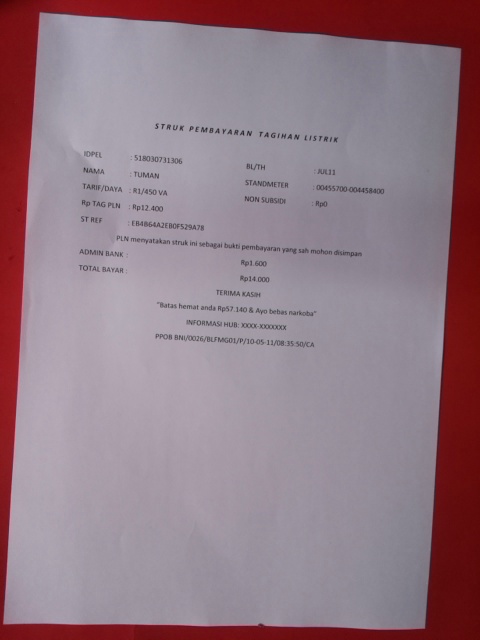 STRUK PEMBAYARAN TAGIHAN LISTRIK
IDPEL : 518030731306 BL/TH : JUL11
NAMA : TUMAN STANDMETER : 00455700-004458400
TARIF/DAYA : R1/450 VA NON SUBSIDI : Rp0
Rp TAG PLN : Rp12.400
ST REF : EB4B64A2EB0F529A78
PLN menyatakan struk ini sebagai bukti pembayaran yang sah mohon disimpan
ADMIN BANK : Rp1.600
TOTAL BAYAR : Rp14.000
TERIMA KASIH
"Batas hemat anda Rp57.140 & Ayo bebas narkoba"
INFORMASI HUB: XXXX-XXXXXXX
PPOB BNI/0026/BLFMG01/P/10-05-11/08:35:50/CA